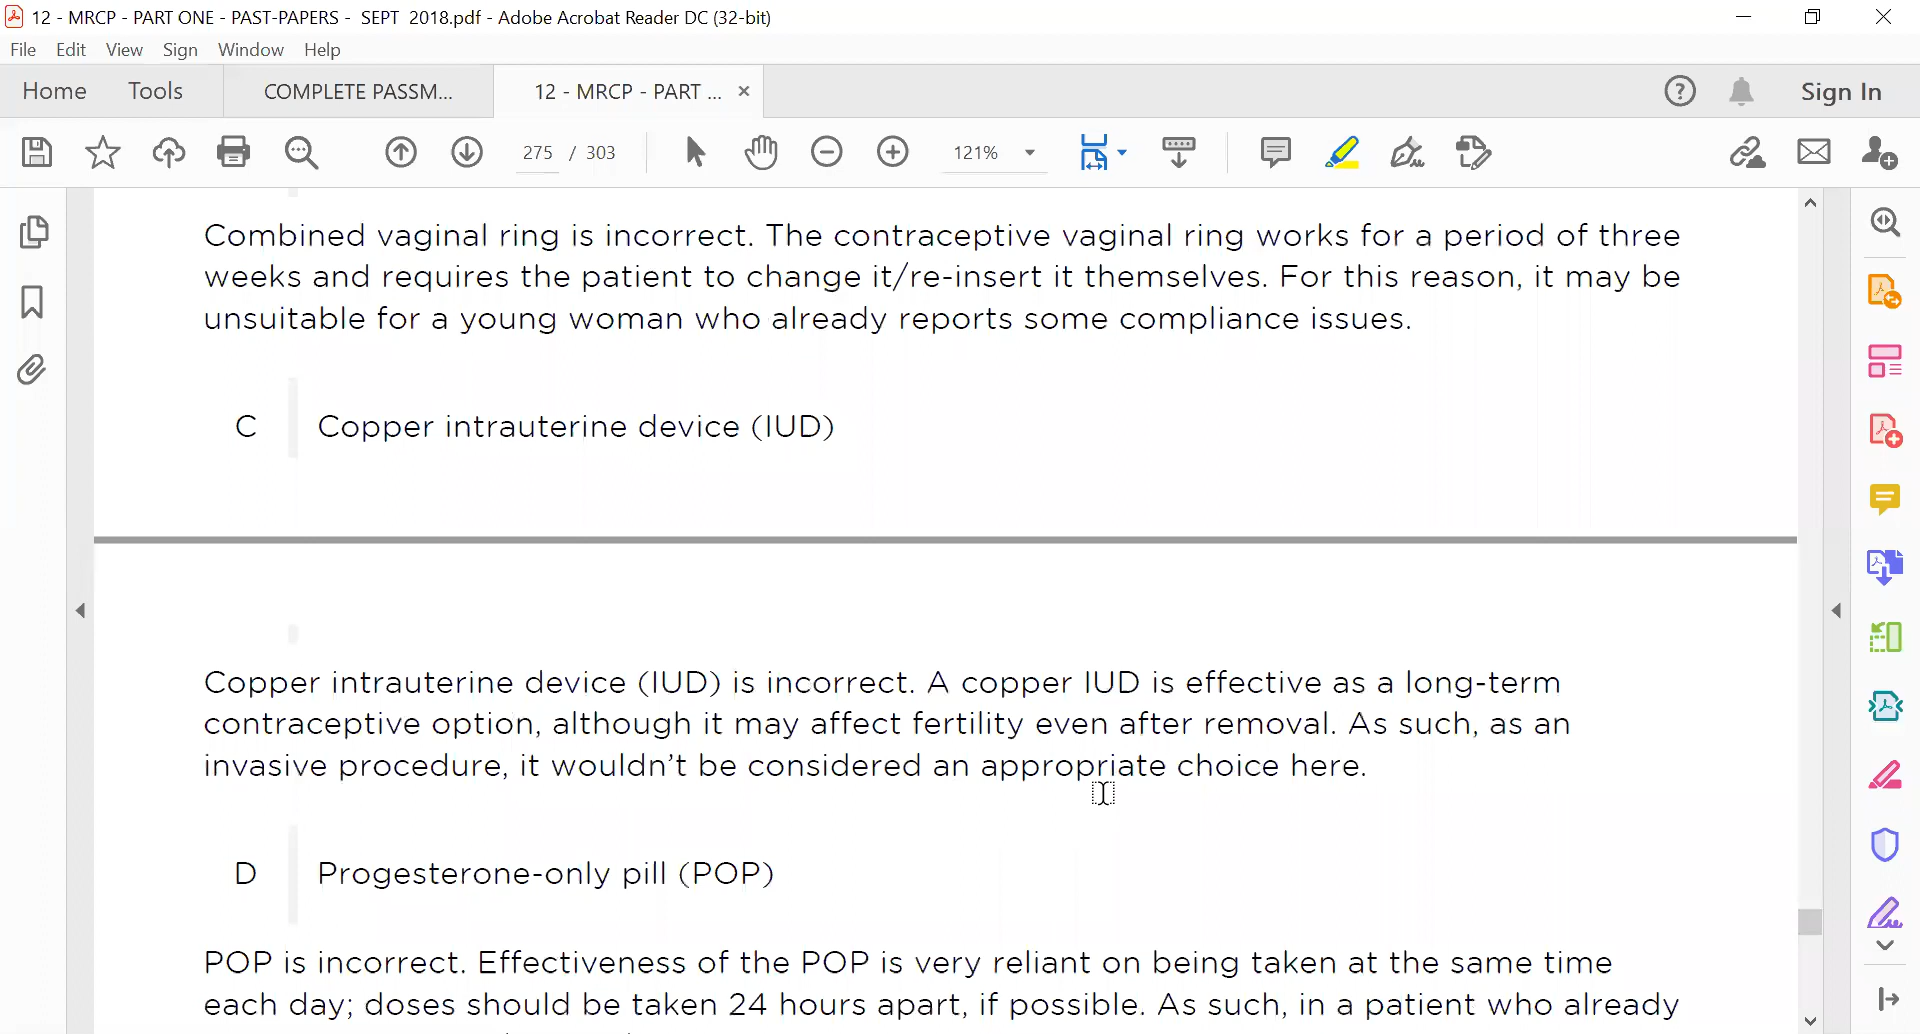 12 - MRCP - PART ONE - PAST-PAPERS - SEPT 2018.pdf - Adobe Acrobat Reader DC (32-bit)
File Edit View Sign Window Help
Home Tools COMPLETE PASSM... 12 - MRCP - PART ... × Sign In
275 / 303 121%
Combined vaginal ring is incorrect. The contraceptive vaginal ring works for a period of three
weeks and requires the patient to change it/re-insert it themselves. For this reason, it may be
unsuitable for a young woman who already reports some compliance issues.
C Copper intrauterine device (IUD)
Copper intrauterine device (IUD) is incorrect. A copper IUD is effective as a long-term
contraceptive option, although it may affect fertility even after removal. As such, as an
invasive procedure, it wouldn't be considered an appropriate choice here.
D Progesterone-only pill (POP)
POP is incorrect. Effectiveness of the POP is very reliant on being taken at the same time
each day; doses should be taken 24 hours apart, if possible. As such, in a patient who already